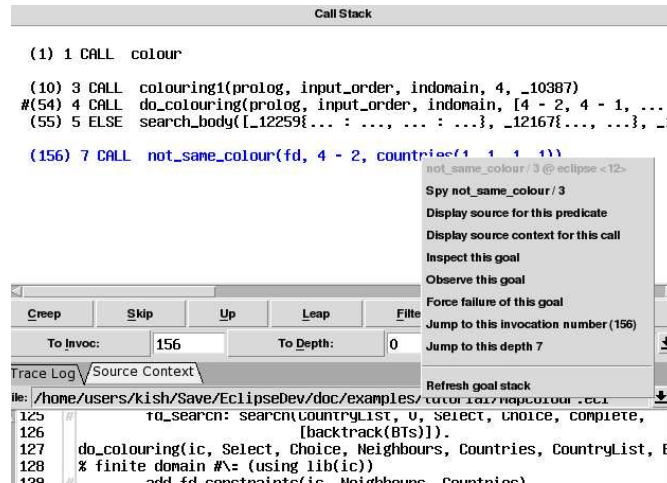 Call Stack
(1) 1 CALL colour
(10) 3 CALL colouring1(prolog, input_order, indomain, 4, _10387)
#(54) 4 CALL do_colouring(prolog, input_order, indomain, [4 - 2, 4 - 1, ...
(55) 5 ELSE search_body([_12259{... : ..., ... : ...}, _12167{..., ...}, _
(156) 7 CALL not_same_colour(fd, 4 - 2, countries(1, 1, 1, 1))
not_same_colour / 3 @ eclipse <12>
Spy not_same_colour / 3
Display source for this predicate
Display source context for this call
Inspect this goal
Observe this goal
Force failure of this goal
Jump to this invocation number (156)
Jump to this depth 7
Refresh goal stack
Creep Skip Up Leap Filte
To Invoc: 156 To Depth: 0
Trace Log Source Context
ile: /home/users/kish/Save/EclipseDev/doc/examples/tutorial/mapcolour.ecl
125 # fd_search: search(CountryList, 0, Select, Choice, complete,
126 [backtrack(BTs)]).
127 do_colouring(ic, Select, Choice, Neighbours, Countries, CountryList, B
128 % finite domain #\= (using lib(ic))
129 # add_fd_constraints(ic, Neighbours, Countries)